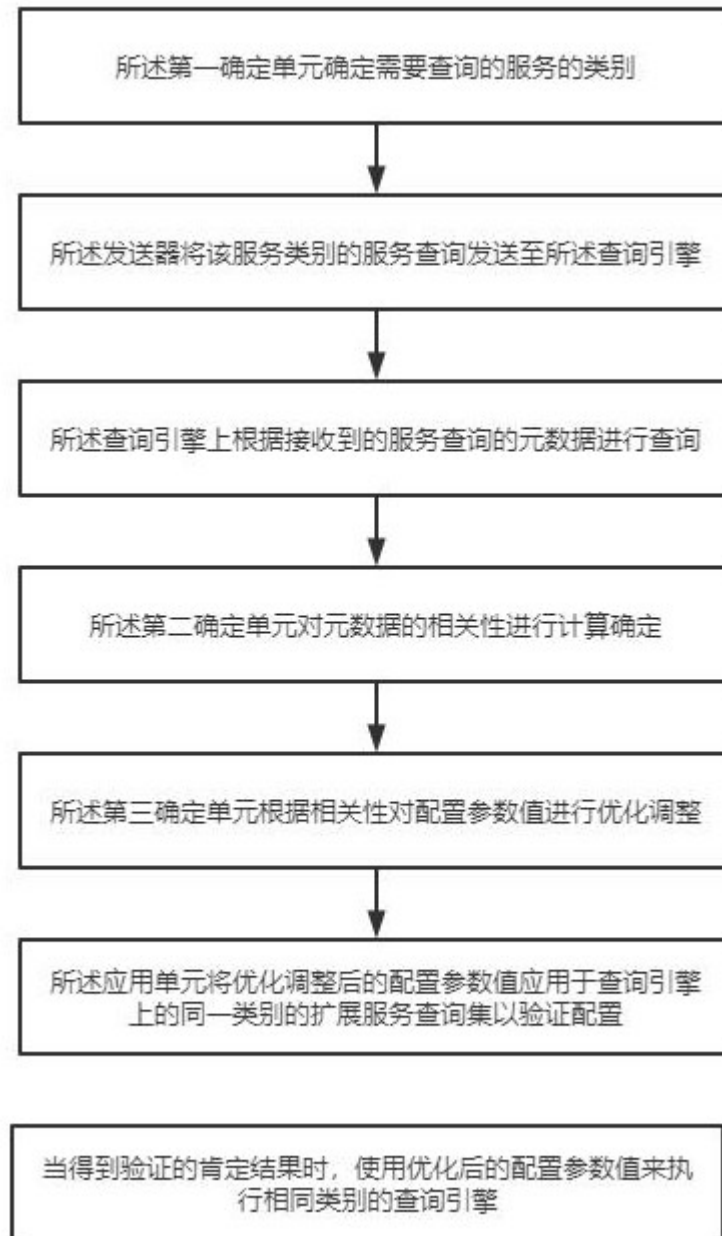 所述第一确定单元确定需要查询的服务的类别
所述发送器将该服务类别的服务查询发送至所述查询引擎
所述查询引擎上根据接收到的服务查询的元数据进行查询
所述第二确定单元对元数据的相关性进行计算确定
所述第三确定单元根据相关性对配置参数值进行优化调整
所述应用单元将优化调整后的配置参数值应用于查询引擎
上的同一类别的扩展服务查询集以验证配置
当得到验证的肯定结果时，使用优化后的配置参数值来执
行相同类别的查询引擎